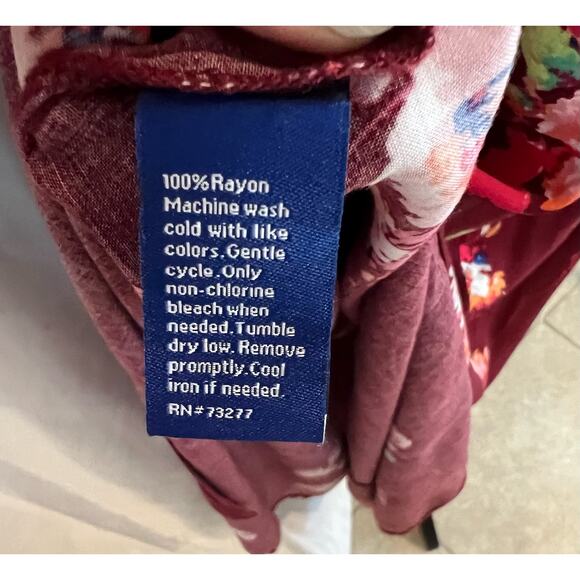 100%Rayon
Machine wash
cold with like
colors.Gentle
cycle.Only
non-chlorine
bleach when
needed.Tumble
dry low.Remove
promptly.Cool
iron if needed.
RN#73277